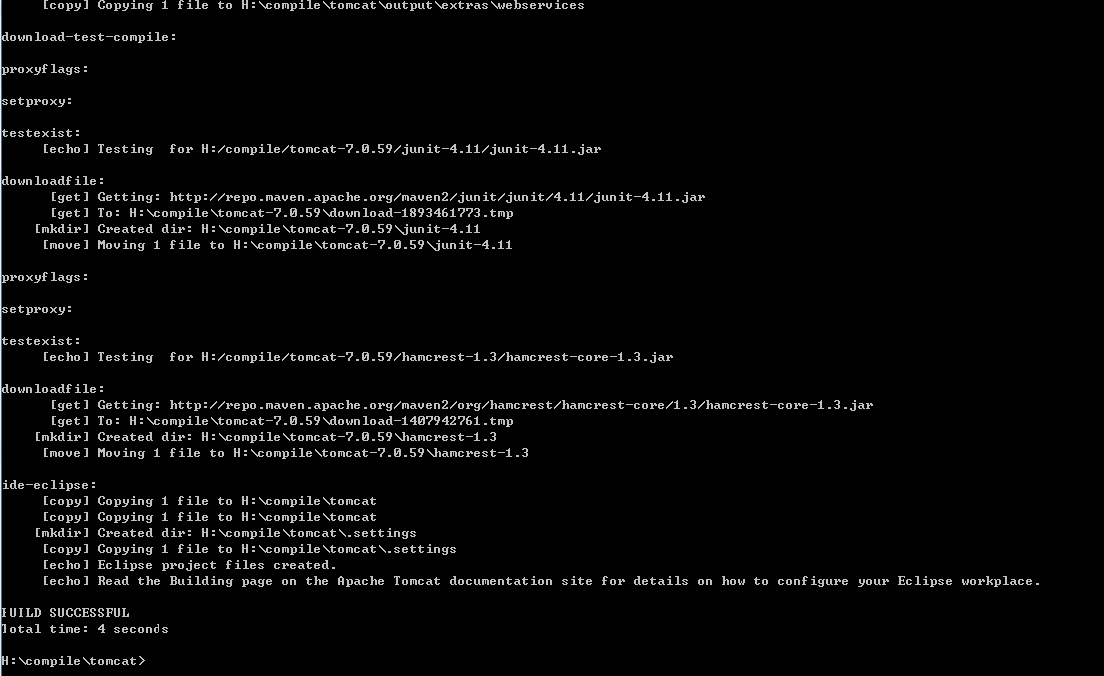 [copy] Copying 1 file to H:\compile\tomcat\output\extras\webservices
download-test-compile:
proxyflags:
setproxy:
testexist:
[echo] Testing  for H:/compile/tomcat-7.0.59/junit-4.11/junit-4.11.jar
downloadfile:
[get] Getting: http://repo.maven.apache.org/maven2/junit/junit/4.11/junit-4.11.jar
[get] To: H:\compile\tomcat-7.0.59\download-1893461773.tmp
[mkdir] Created dir: H:\compile\tomcat-7.0.59\junit-4.11
[move] Moving 1 file to H:\compile\tomcat-7.0.59\junit-4.11
proxyflags:
setproxy:
testexist:
[echo] Testing  for H:/compile/tomcat-7.0.59/hamcrest-1.3/hamcrest-core-1.3.jar
downloadfile:
[get] Getting: http://repo.maven.apache.org/maven2/org/hamcrest/hamcrest-core/1.3/hamcrest-core-1.3.jar
[get] To: H:\compile\tomcat-7.0.59\download-1407942761.tmp
[mkdir] Created dir: H:\compile\tomcat-7.0.59\hamcrest-1.3
[move] Moving 1 file to H:\compile\tomcat-7.0.59\hamcrest-1.3
ide-eclipse:
[copy] Copying 1 file to H:\compile\tomcat
[copy] Copying 1 file to H:\compile\tomcat
[mkdir] Created dir: H:\compile\tomcat\.settings
[copy] Copying 1 file to H:\compile\tomcat\.settings
[echo] Eclipse project files created.
[echo] Read the Building page on the Apache Tomcat documentation site for details on how to configure your Eclipse workplace.
BUILD SUCCESSFUL
Total time: 4 seconds
H:\compile\tomcat>